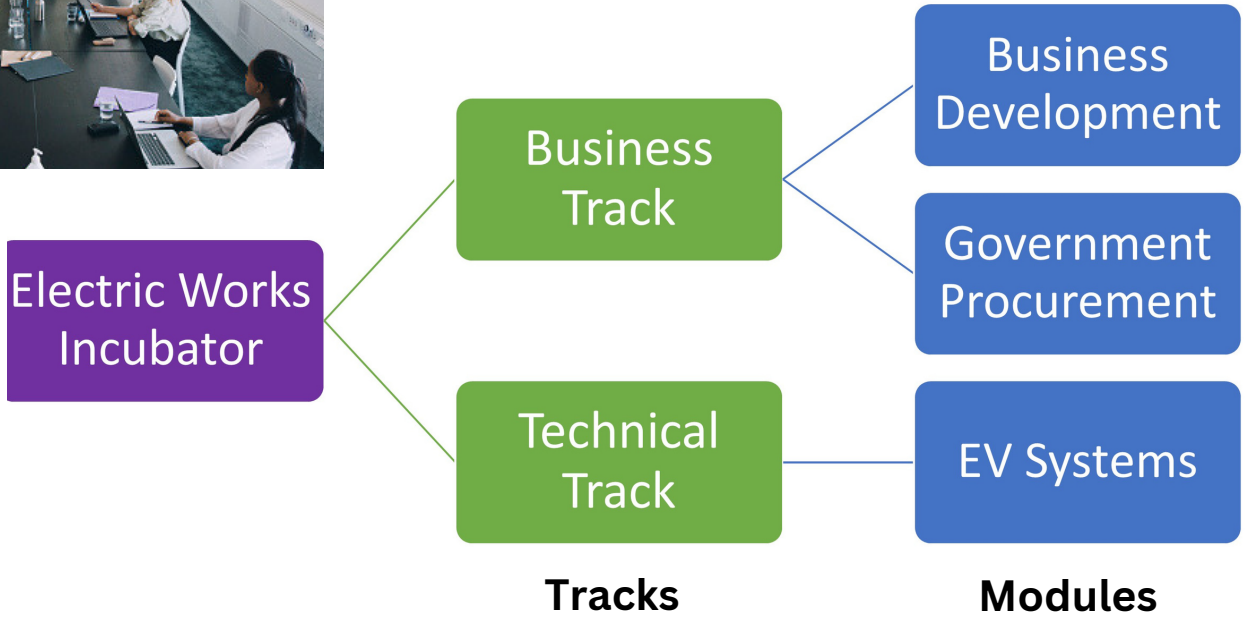 Electric Works
Incubator
Business
Track
Technical
Track
Business
Development
Government
Procurement
EV Systems
Tracks
Modules